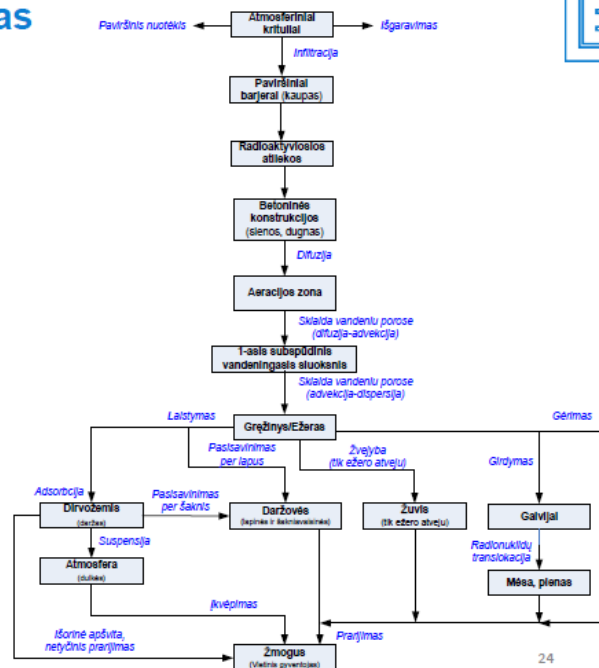 as
Paviršinis nuotėkis
Atmosferiniai
krituliai
Išgaravimas
Infiltracija
Paviršiniai
barjerai (kaupas)
Radioaktyviosios
atliekos
Betoninės
konstrukcijos
(sienos, dugnas)
Difuzija
Aeracijos zona
Sklaida vandeniu porose
(difuzija-advekcija)
1-asis subspūdinis
vandeningasis sluoksnis
Sklaida vandeniu porose
(advekcija-dispersija)
Laistymas
Gręžinys/Ežeras
Gėrimas
Pasisavinimas
per lapus
Žvejyba
(tik ežero atveju)
Girdymas
Adsorbcija
Dirvožemis
(daržas)
Pasisavinimas
per šaknis
Daržovės
(lapinės ir šakniavaisinės)
Žuvis
(tik ežero atveju)
Galvijai
Suspensija
Radionuklidų
translokacija
Atmosfera
(dulkės)
Mėsa, pienas
Įkvėpimas
Išorinė apšvita,
netyčinis prarijimas
Prarijimas
Žmogus
(Vietinis gyventojas)
24